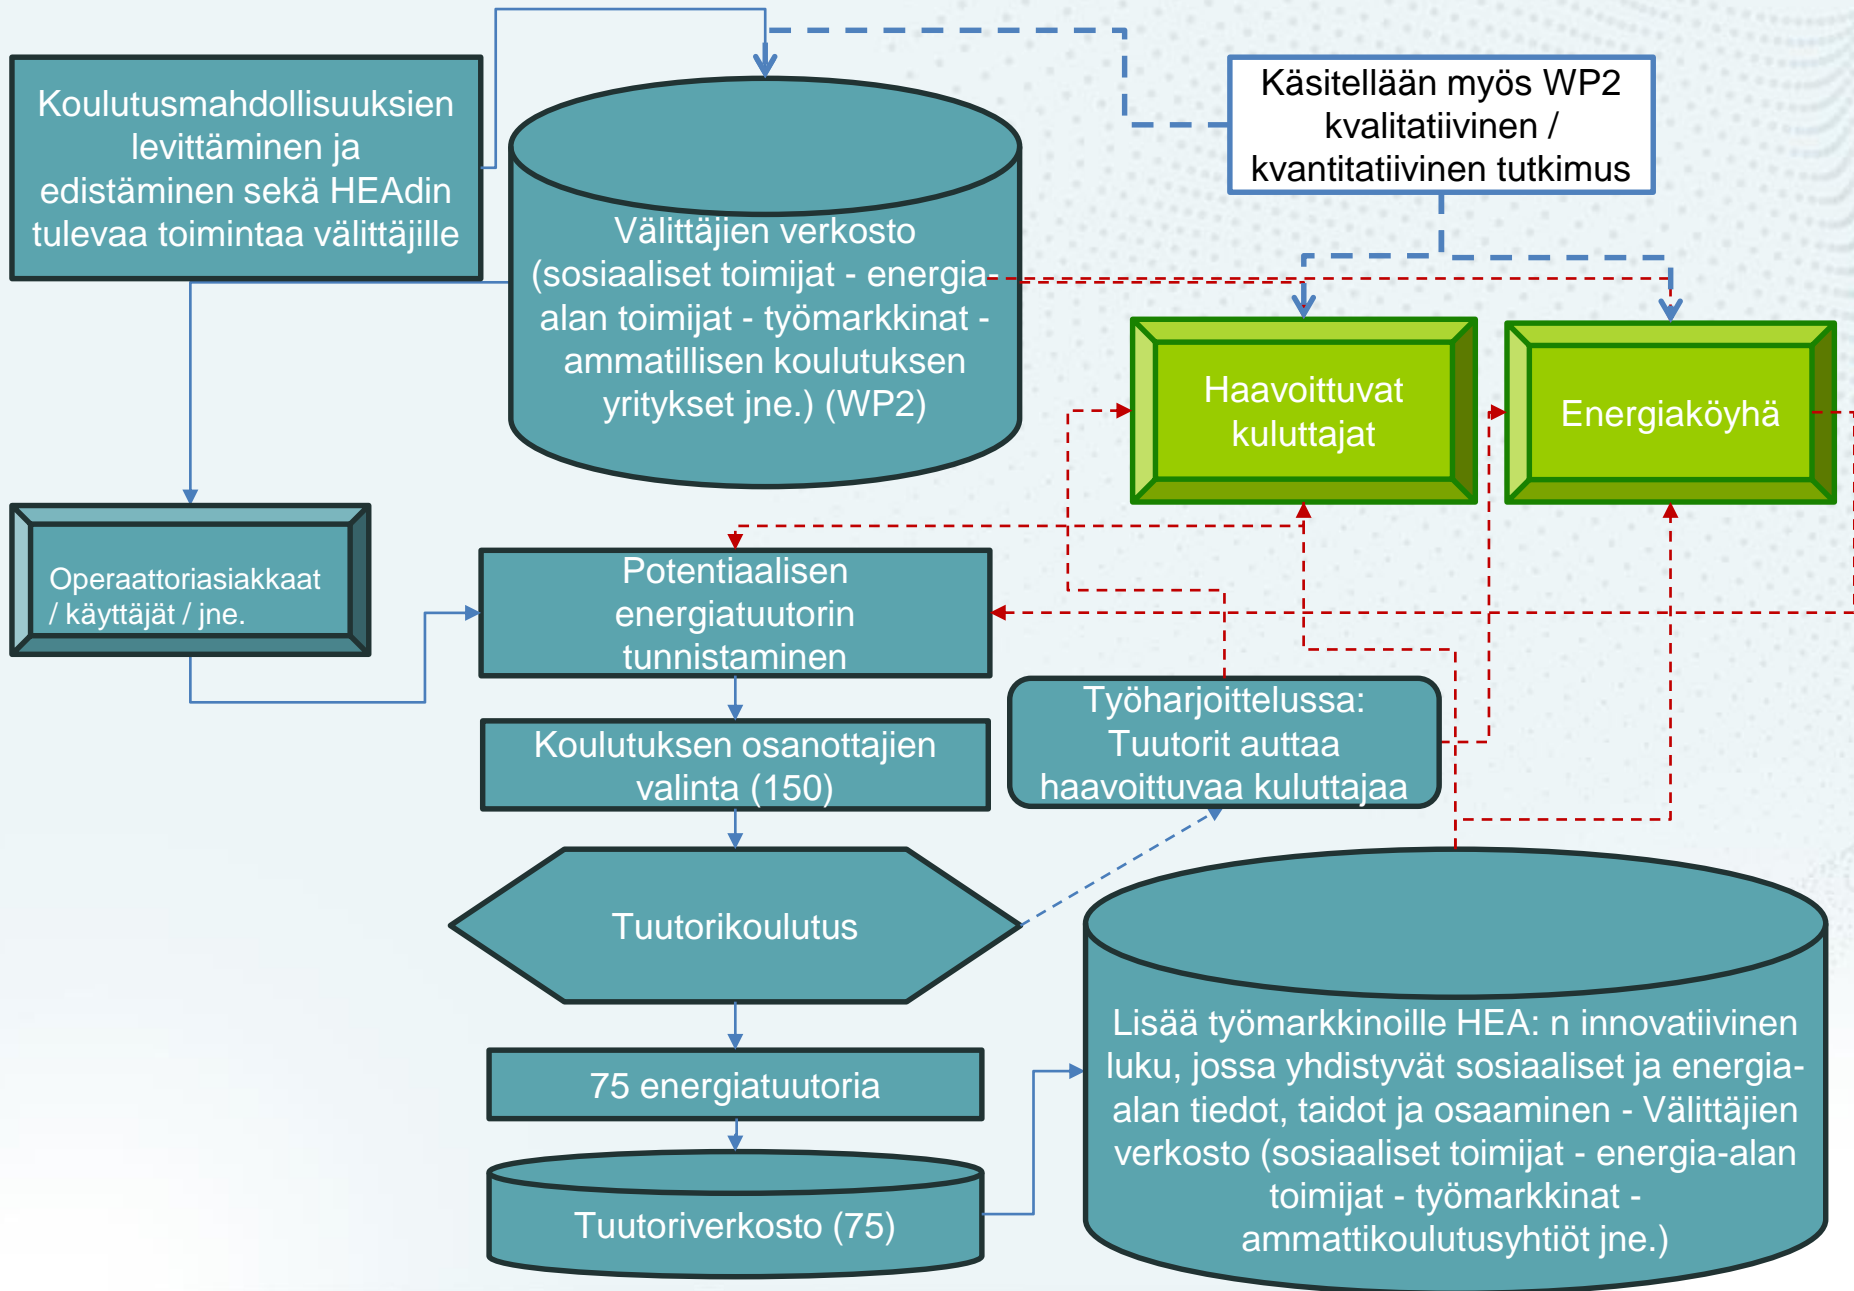 Koulutusmahdollisuuksien
levittäminen ja
edistäminen sekä HEAdin
tulevaa toimintaa välittäjille
Välittäjien verkosto
(sosiaaliset toimijat - energia-
alan toimijat - työmarkkinat -
ammatillisen koulutuksen
yritykset jne.) (WP2)
Käsitellään myös WP2
kvalitatiivinen /
kvantitatiivinen tutkimus
Haavoittuvat
kuluttajat
Energiaköyhä
Operaattoriasiakkaat
/ käyttäjät / jne.
Potentiaalisen
energiatuutorin
tunnistaminen
Koulutuksen osanottajien
valinta (150)
Työharjoittelussa:
Tuutorit auttaa
haavoittuvaa kuluttajaa
Tuutorikoulutus
75 energiatuutoria
Tuutoriverkosto (75)
Lisää työmarkkinoille HEA: n innovatiivinen
luku, jossa yhdistyvät sosiaaliset ja energia-
alan tiedot, taidot ja osaaminen - Välittäjien
verkosto (sosiaaliset toimijat - energia-alan
toimijat - työmarkkinat -
ammattikoulutusyhtiöt jne.)